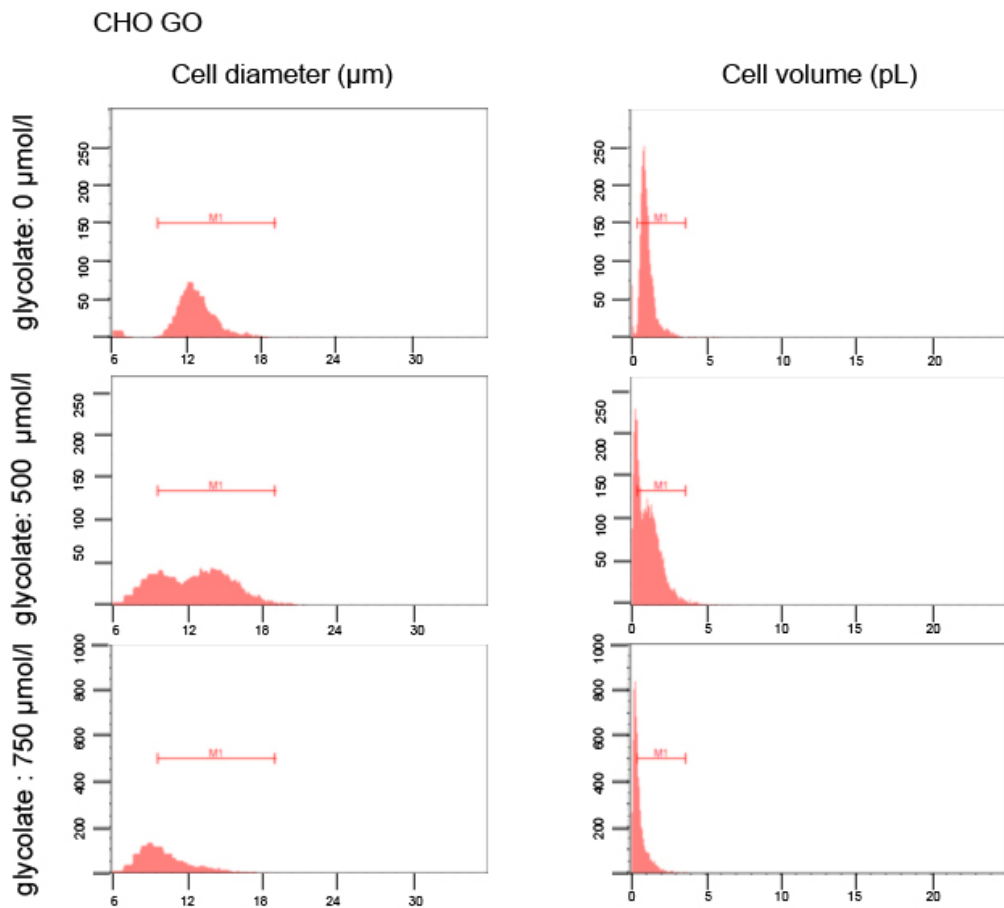 CHO GO
Cell diameter (µm)
Cell volume (pL)
glycolate: 0 µmol/l
250
200
150
100
50
M1
6 12 18 24 30
250
200
150
100
50
M1
0 5 10 15 20
glycolate: 500 µmol/l
250
200
150
100
50
M1
6 12 18 24 30
250
200
150
100
50
M1
0 5 10 15 20
glycolate : 750 µmol/l
1000
800
600
400
200
M1
6 12 18 24 30
1000
800
600
400
200
M1
0 5 10 15 20